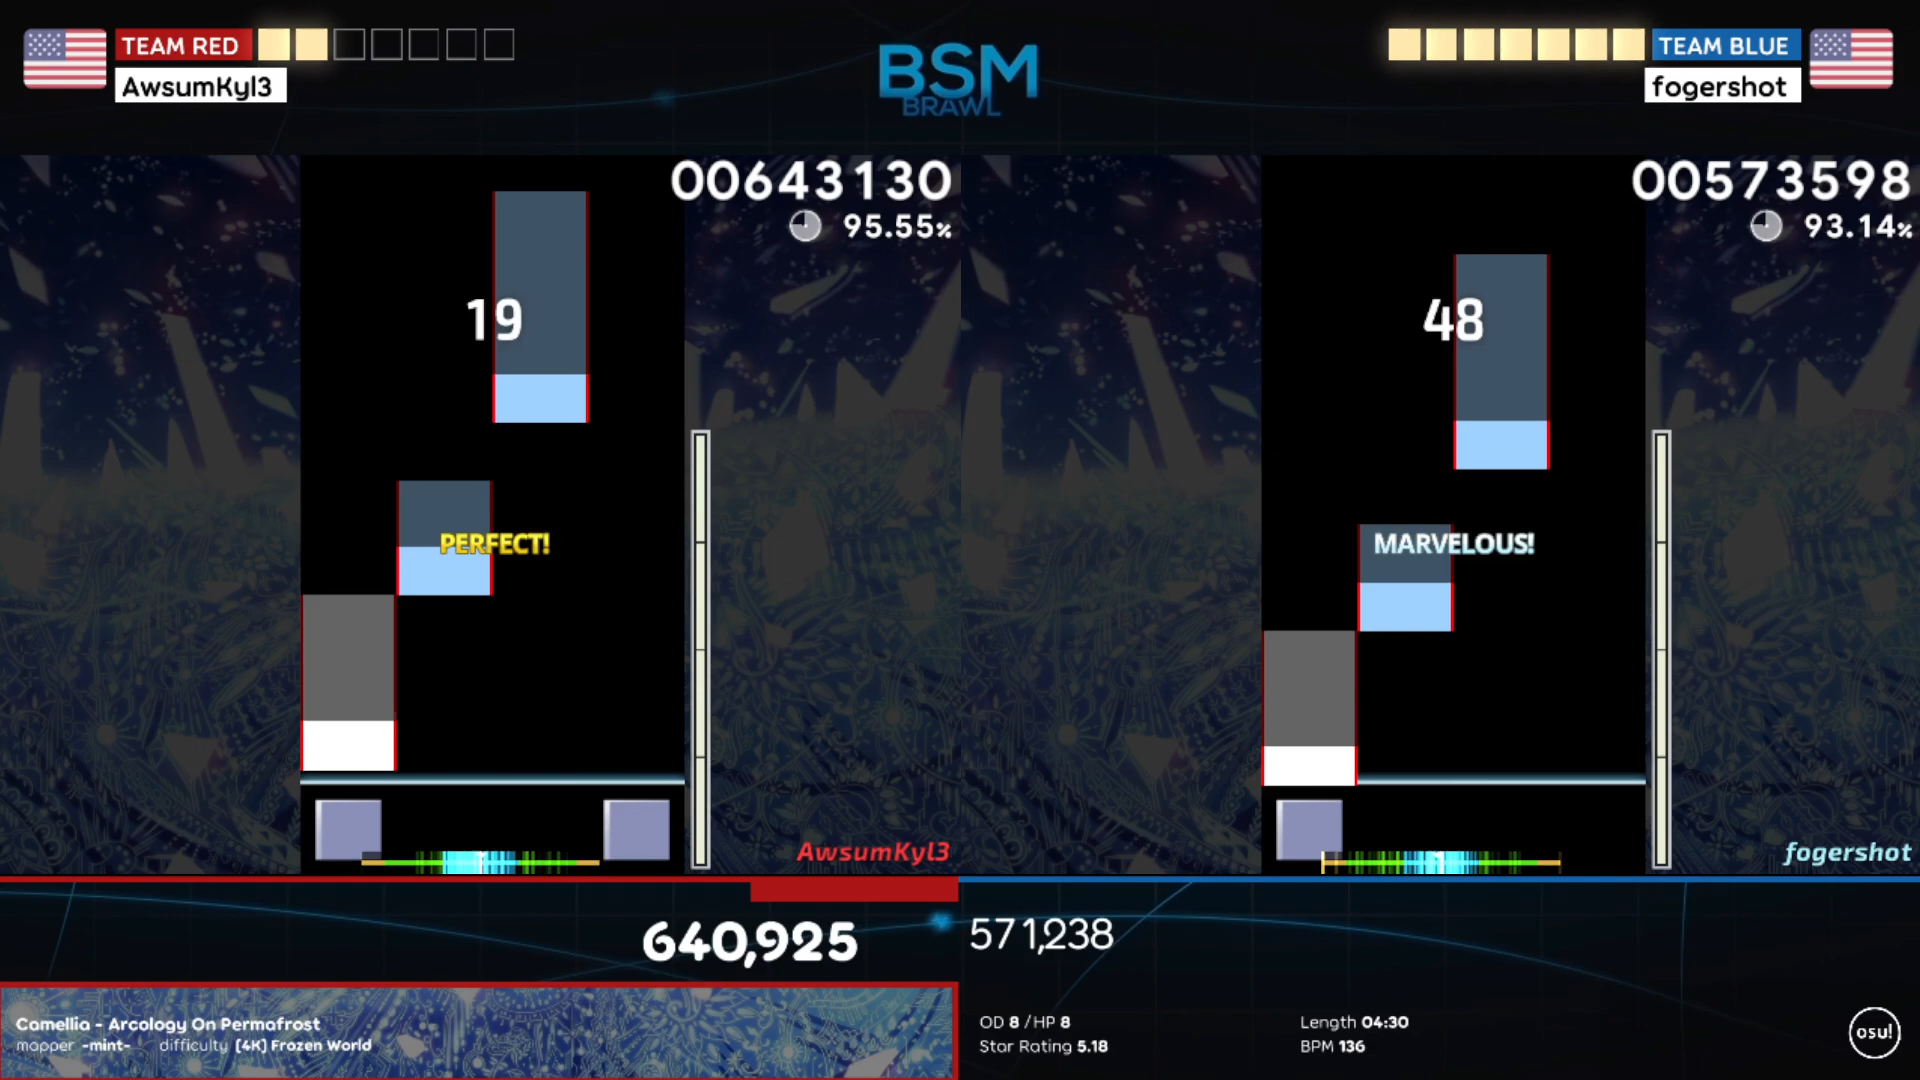 TEAM RED
AwsumKyl3
BSM
BRAWL
TEAM BLUE
fogershot
00643130
95.55%
00573598
93.14%
19
48
PERFECT!
MARVELOUS!
AwsumKyl3
fogershot
640,925
571,238
Camellia - Arcology On Permafrost
mapper -mint- difficulty [4K] Frozen World
OD 8 / HP 8
Star Rating 5.18
Length 04:30
BPM 136
osu!